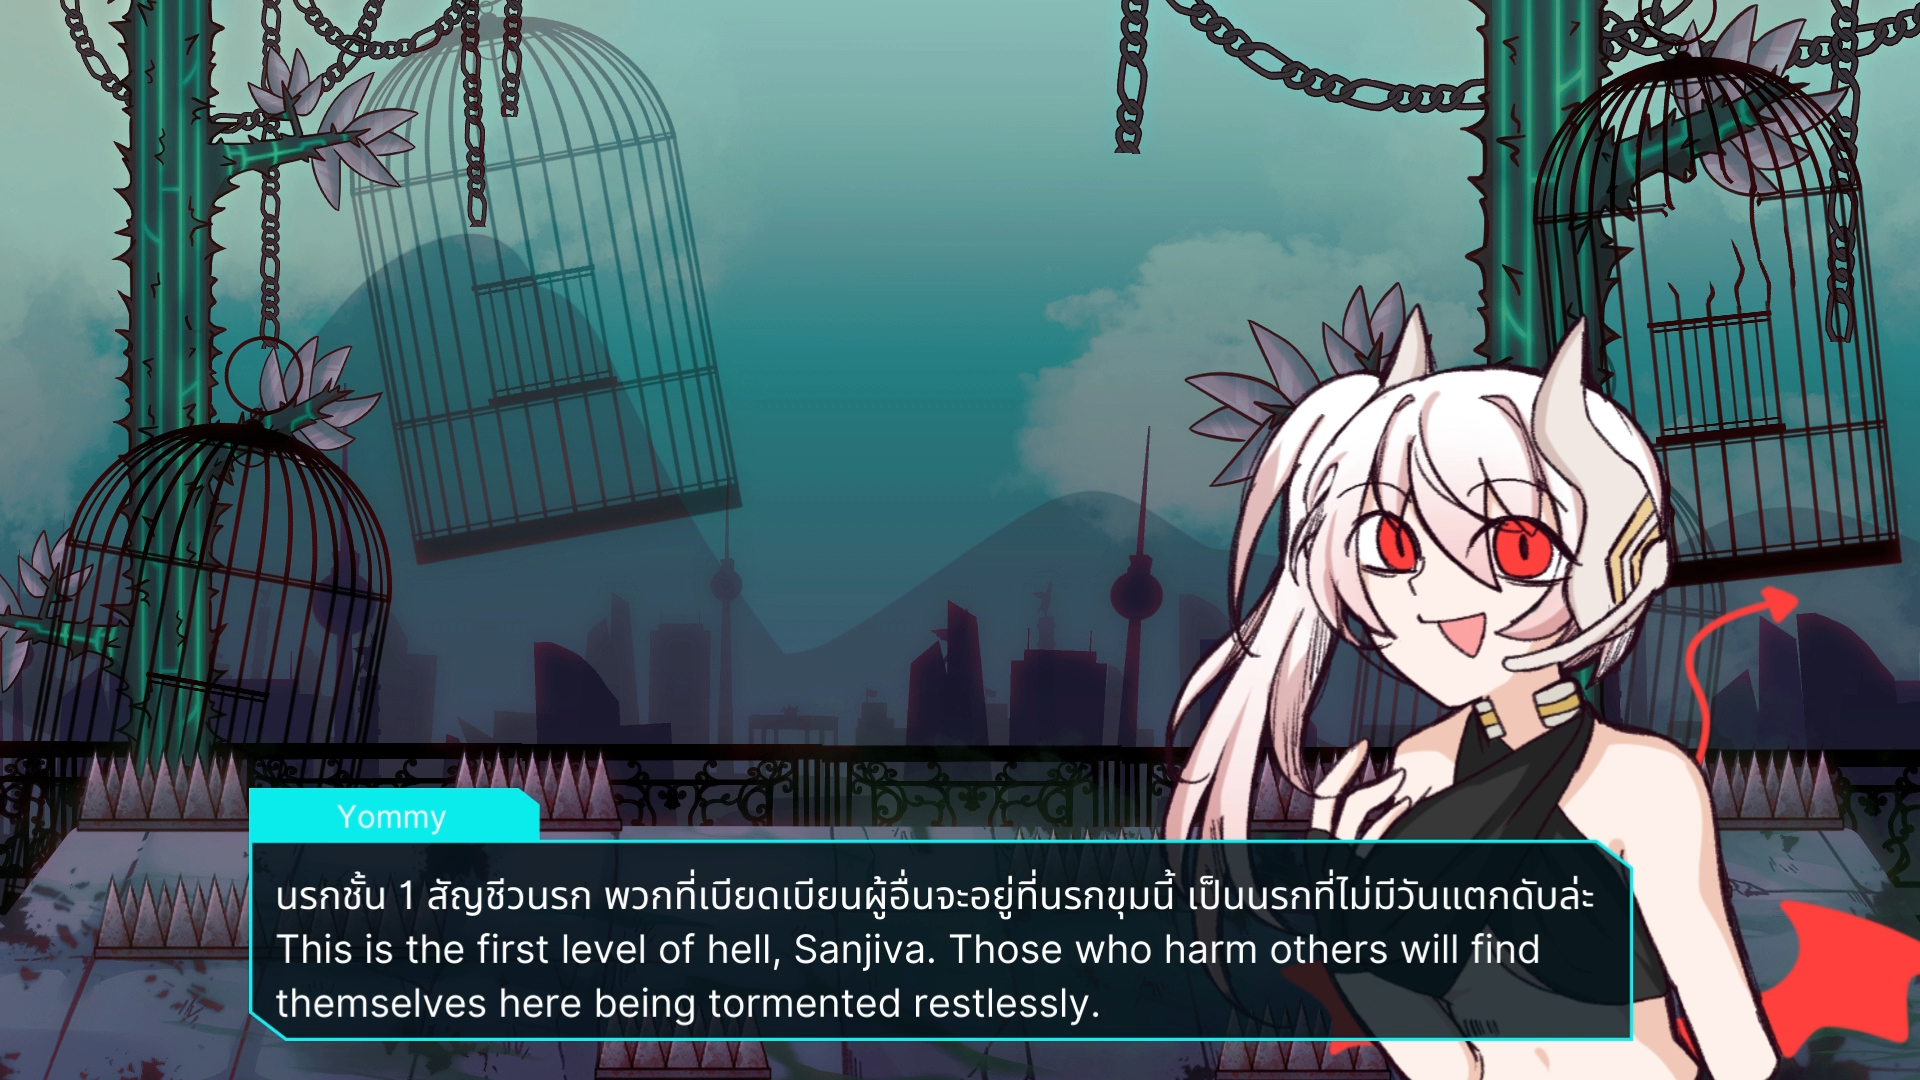 Yommy
นรกชั้น 1 สัญชีวนรก พวกที่เบียดเบียนผู้อื่นจะอยู่ที่นรกขุมนี้ เป็นนรกที่ไม่มีวันแตกดับล่ะ
This is the first level of hell, Sanjiva. Those who harm others will find
themselves here being tormented restlessly.